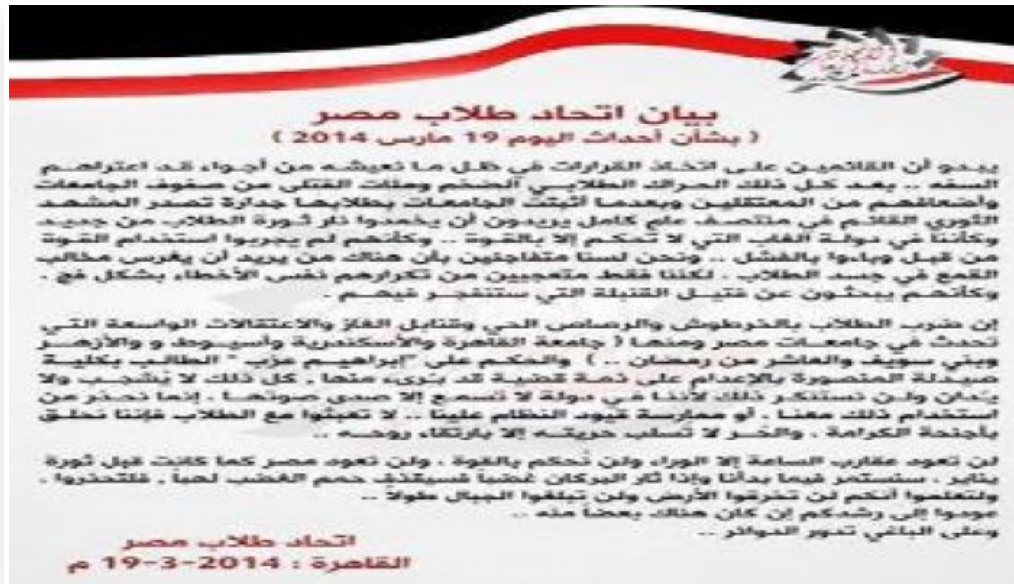 بيان اتحاد طلاب مصر
( بشأن أحداث اليوم 19 مارس 2014 )
يبدو أن القائمين على اتخاذ القرارات في ظل ما نعيشه من أجواء قد اعتراهم
السفه .. بعد كل ذلك الحراك الطلابي الضخم ومئات القتلى من صفوف الجامعات
وأضعافهم من المعتقلين وبعدما أثبتت الجامعات بطلابها جدارة تصدر المشهد
الثوري القائم في منتصف عام كامل يريدون أن يخمدوا نار ثورة الطلاب من جديد
وكأننا في دولة الغاب التي لا تحكم إلا بالقوة .. وكأنهم لم يجربوا استخدام القوة
من قبل وباءوا بالفشل .. ونحن لسنا متفاجئين بأن هناك من يريد أن يغرس مخالب
القمع في جسد الطلاب ، لكننا فقط متعجبين من تكرارهم نفس الأخطاء بشكل فج ،
وكأنهم يبحثون عن فتيل القنبلة التي ستنفجر فيهم .
إن ضرب الطلاب بالخرطوش والرصاص الحي وقنابل الغاز والاعتقالات الواسعة التي
تحدث في جامعات مصر ومنها ( جامعة القاهرة والأسكندرية وأسيوط و والأزهر
وبني سويف والعاشر من رمضان .. ) والحكم على "إبراهيم عزب " الطالب بكلية
صيدلة المنصورة بالإعدام على ذمة قضية قد برىء منها ، كل ذلك لا يُشجب ولا
يُدان ولن نستنكر ذلك لأننا في دولة لا تسمع إلا صدى صوتها ، إنما نحذر من
استخدام ذلك معنا ، أو ممارسة قيود النظام علينا .. لا تعبثوا مع الطلاب فإننا نحلق
بأجنحة الكرامة ، والحر لا تسلب حريته إلا بارتقاء روحه ..
لن تعود عقارب الساعة إلا الوراء ولن تُحكم بالقوة ، ولن تعود مصر كما كانت قبل ثورة
يناير ، سنستمر فيما بدأنا وإذا ثار البركان غضباً فسيقذف حمم الغضب لهباً ، فلتحذروا ،
ولتعلموا أنكم لن تخرقوا الأرض ولن تبلغوا الجبال طولاً ..
عودوا إلى رشدكم إن كان هناك بعضاً منه ..
وعلى الباغي تدور الدوائر ..
اتحاد طلاب مصر
القاهرة : 2014-3-19 م